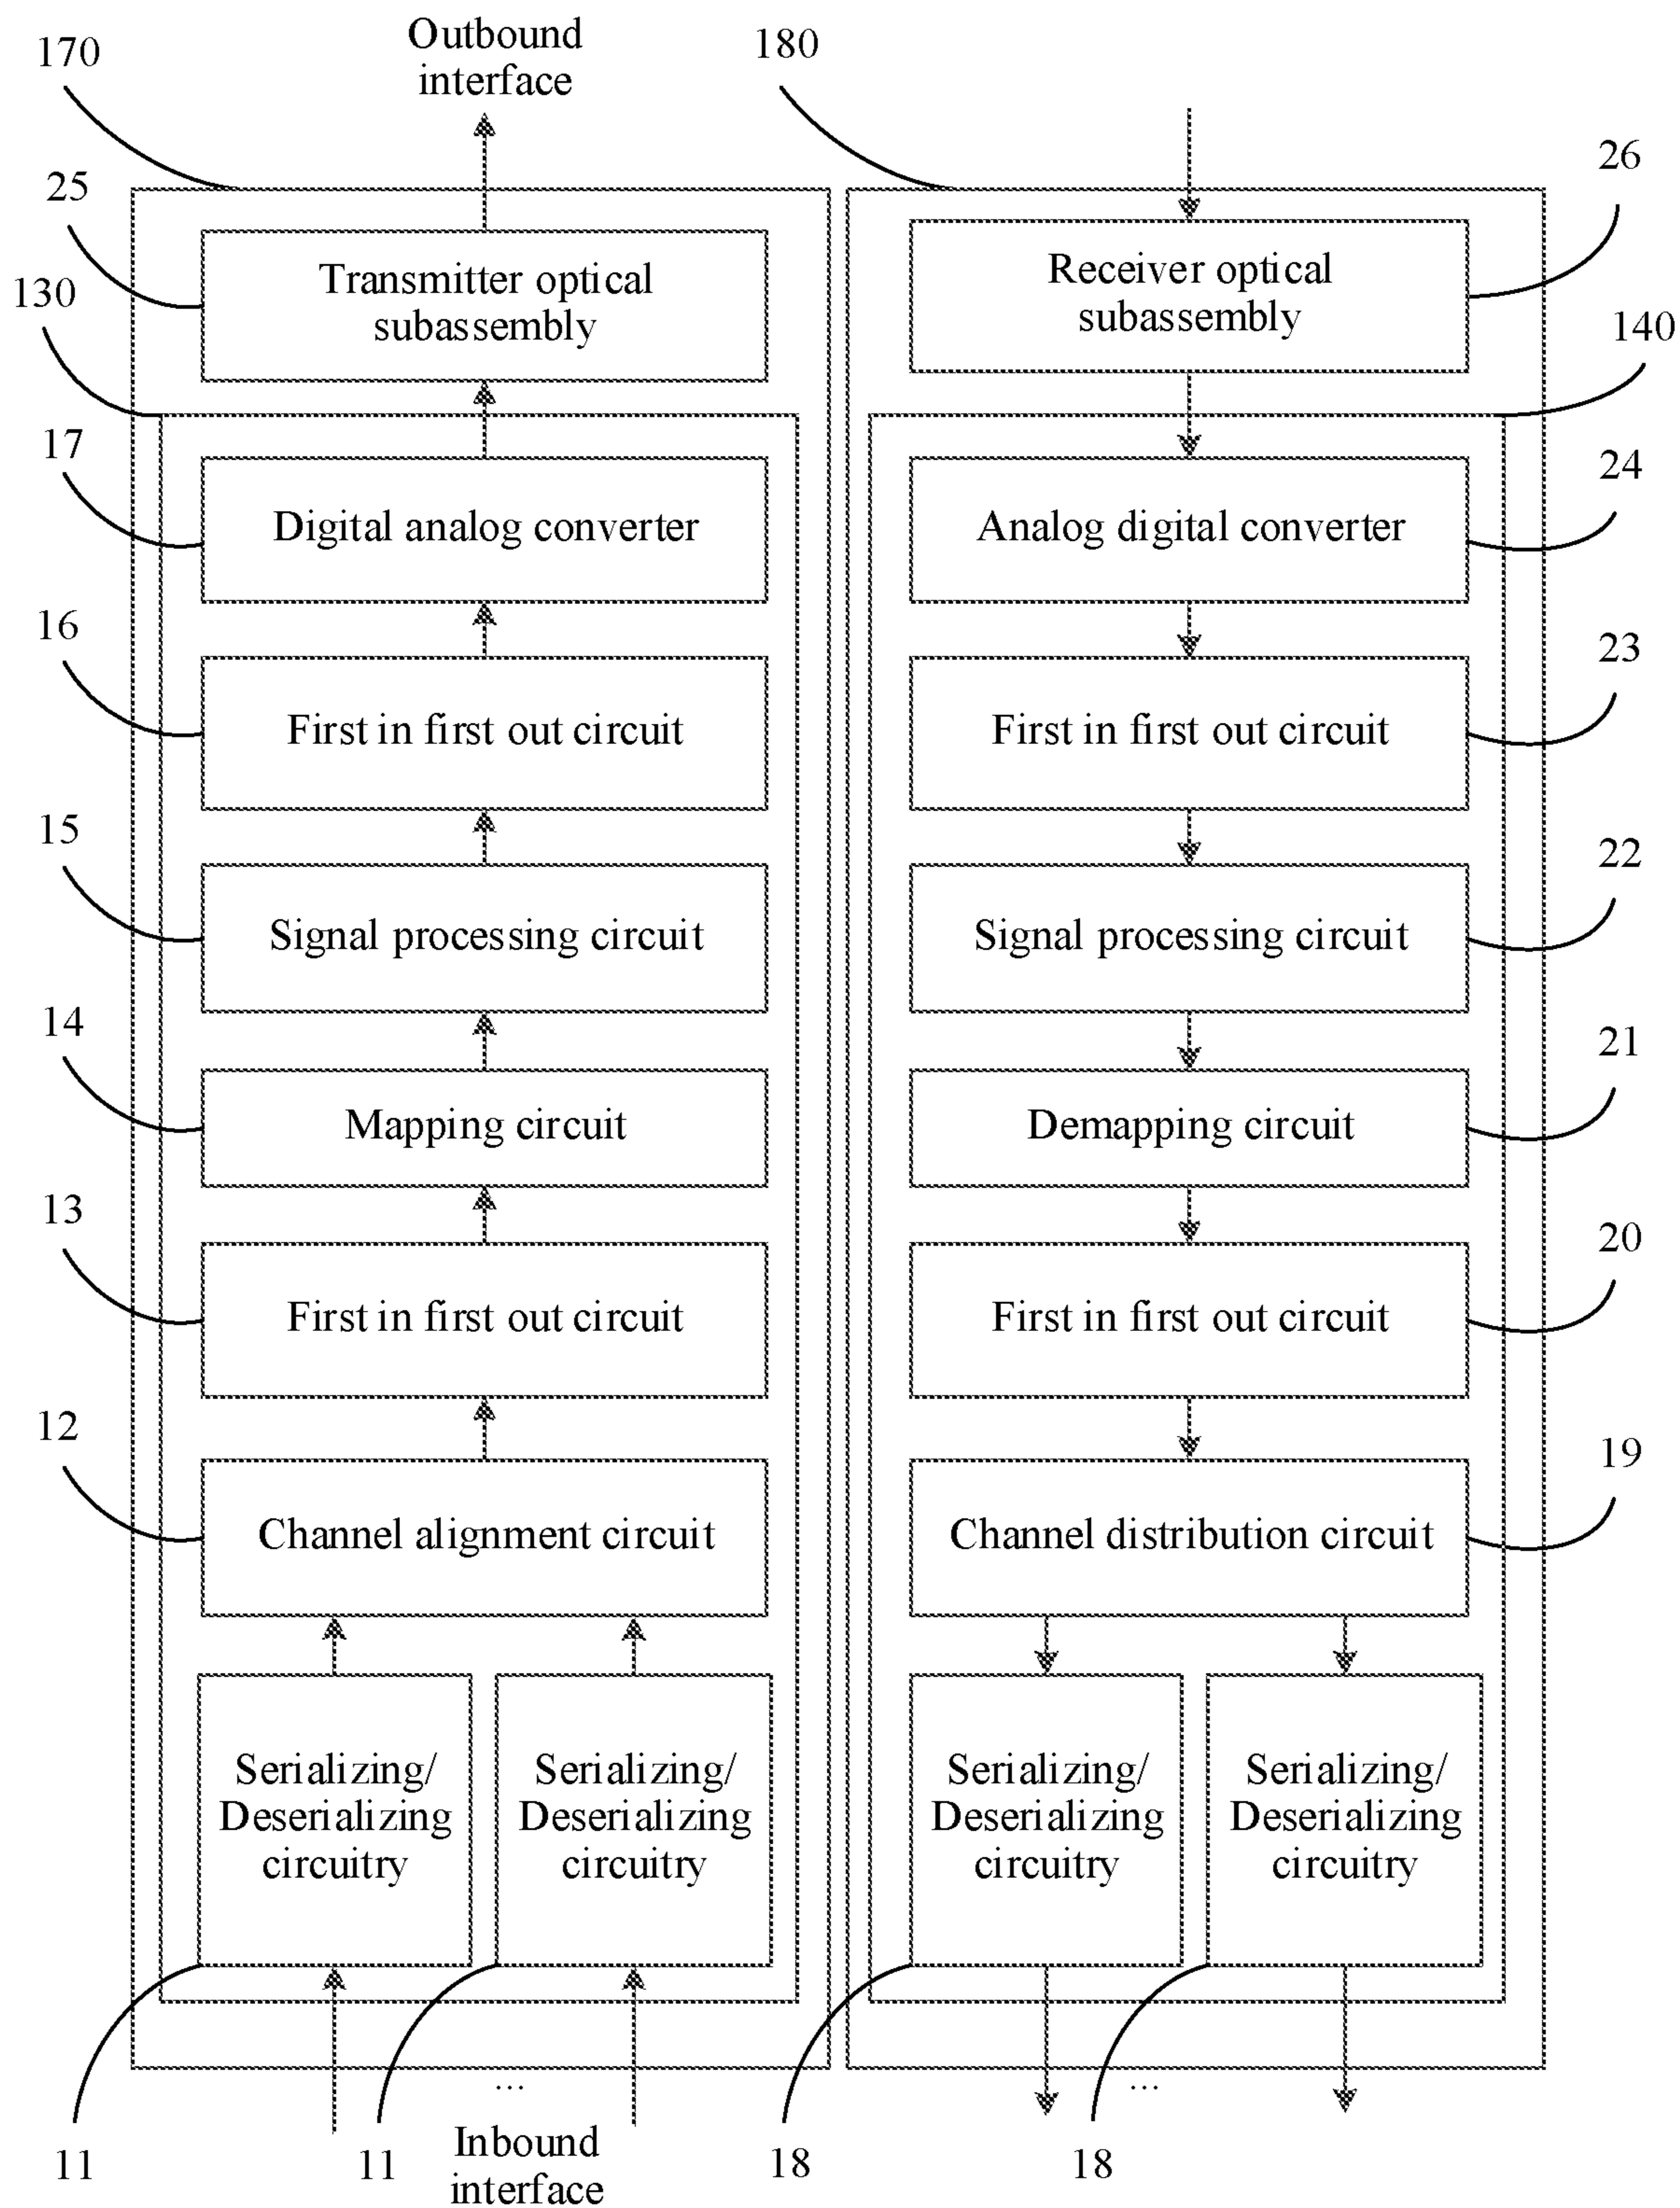 170
Outbound
interface
180
25
26
Transmitter optical
subassembly
Receiver optical
subassembly
130
140
17
Digital analog converter
Analog digital converter
24
16
First in first out circuit
First in first out circuit
23
15
Signal processing circuit
Signal processing circuit
22
14
Mapping circuit
Demapping circuit
21
13
First in first out circuit
First in first out circuit
20
12
Channel alignment circuit
Channel distribution circuit
19
Serializing/
Deserializing
circuitry
Serializing/
Deserializing
circuitry
Serializing/
Deserializing
circuitry
Serializing/
Deserializing
circuitry
...
...
11
11
Inbound
interface
18
18